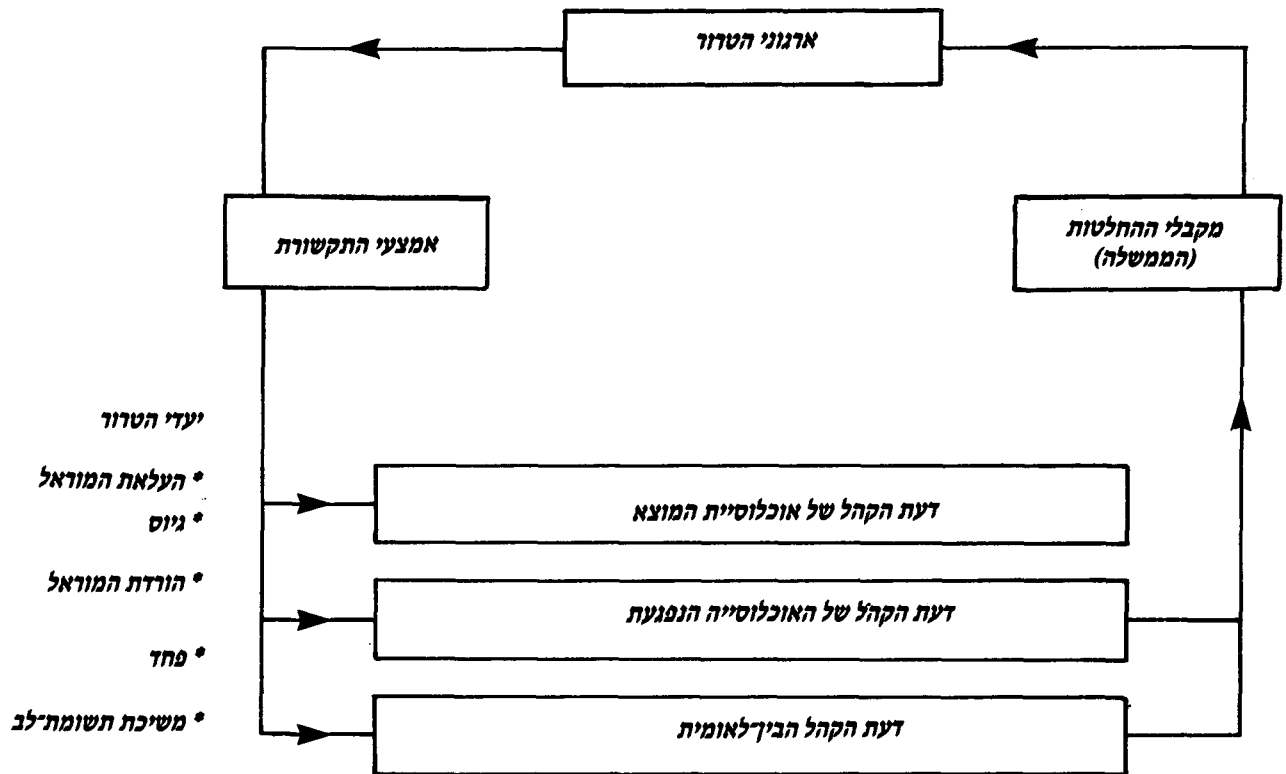 ארגוני הטרור
אמצעי התקשורת
מקבלי ההחלטות
(הממשלה)
יעדי הטרור
* העלאת המוראל
* גיוס
דעת הקהל של אוכלוסיית המוצא
* הורדת המוראל
דעת הקהל של האוכלוסייה הנפגעת
* פחד
* משיכת תשומת־לב
דעת הקהל הבין־לאומית